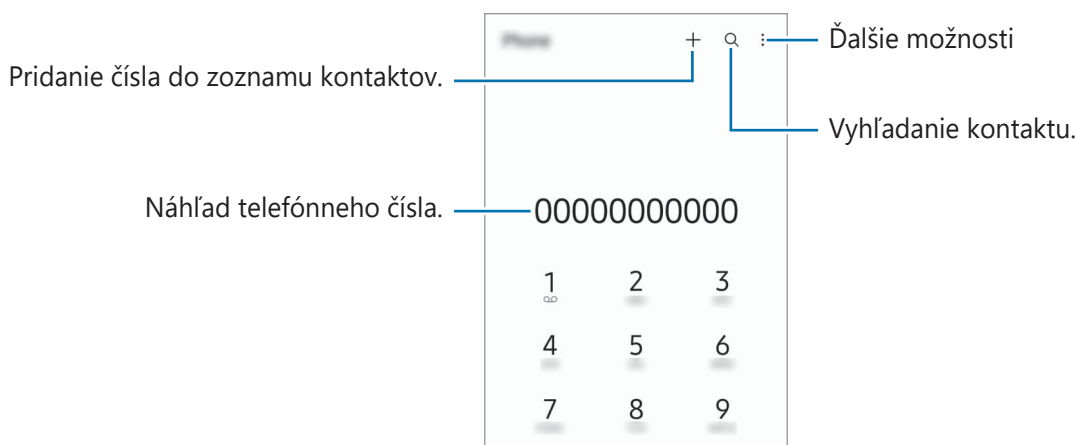 Phone
Ďalšie možnosti
Pridanie čísla do zoznamu kontaktov.
Vyhľadanie kontaktu.
Náhľad telefónneho čísla.
00000000000
1 2 3
4 5 6
7 8 9